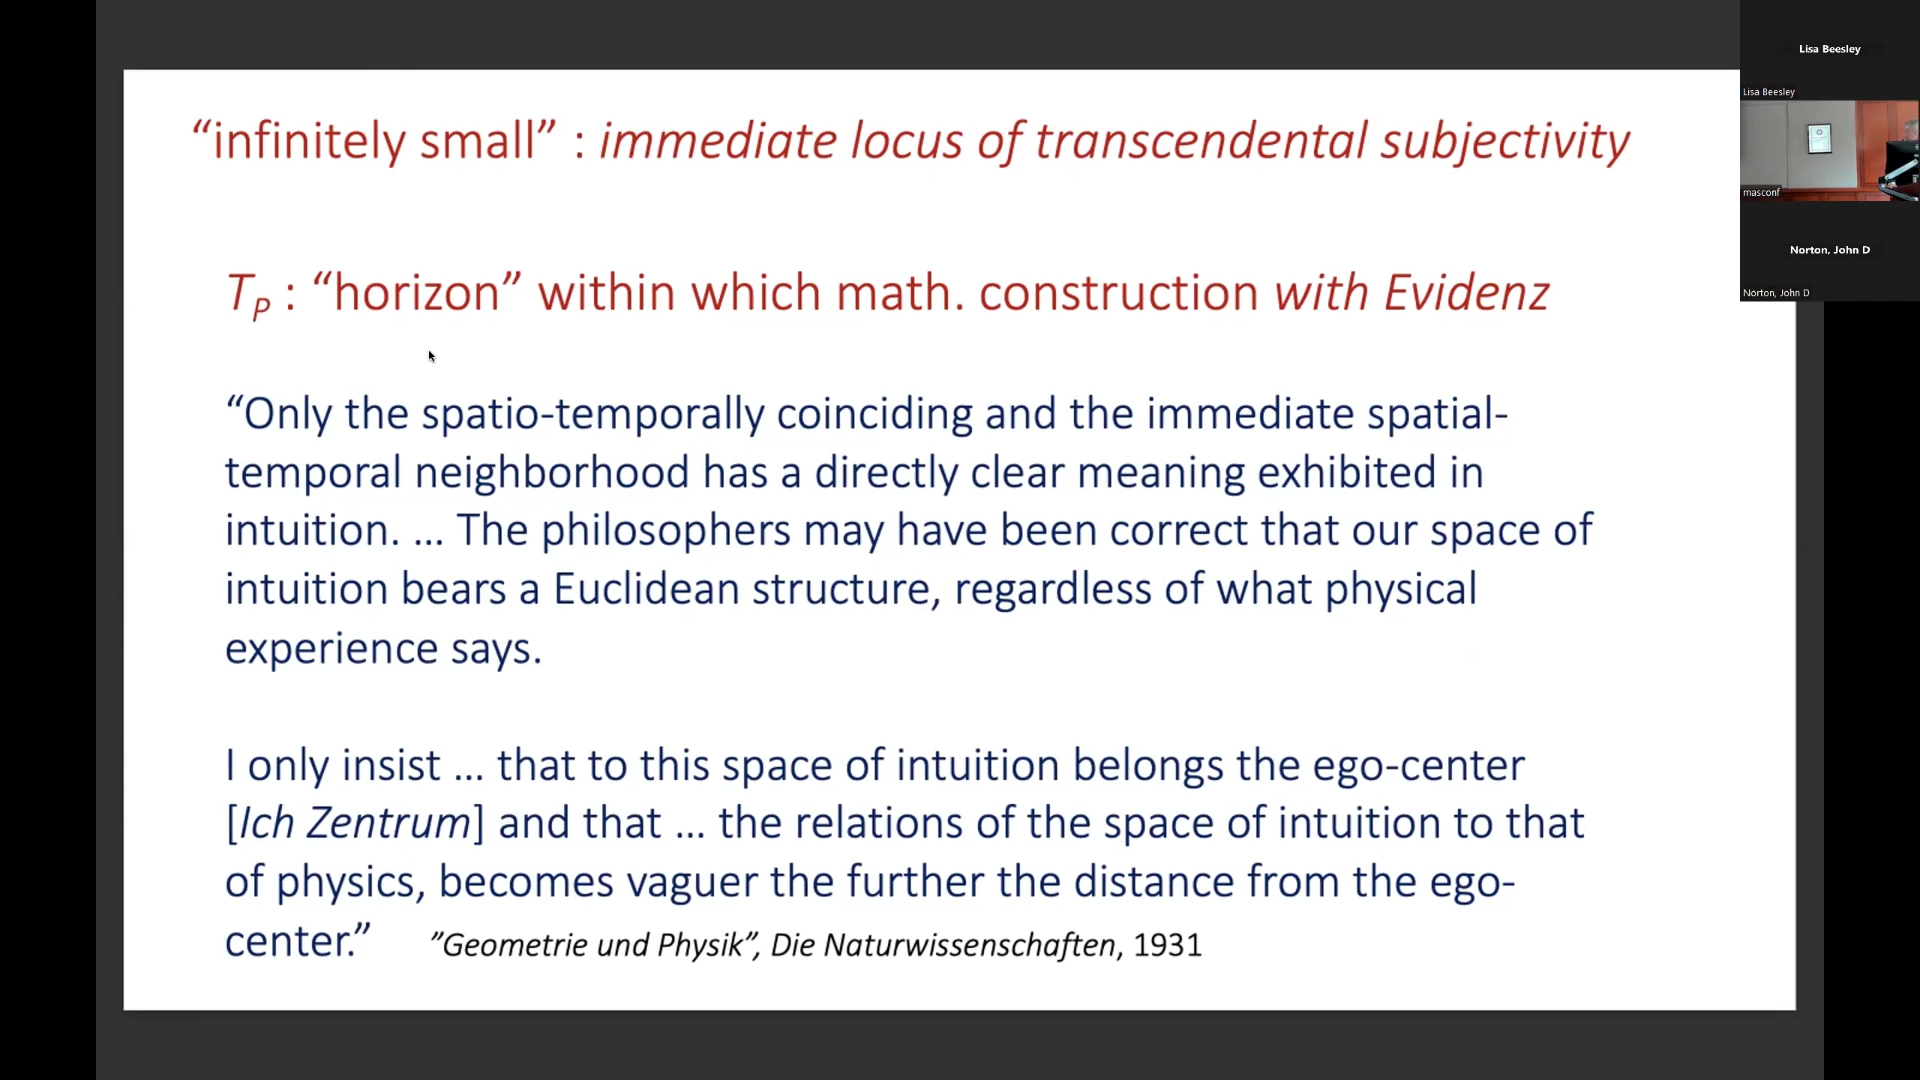 “infinitely small” : immediate locus of transcendental subjectivity
T_P : “horizon” within which math. construction with Evidenz
“Only the spatio-temporally coinciding and the immediate spatial-
temporal neighborhood has a directly clear meaning exhibited in
intuition. ... The philosophers may have been correct that our space of
intuition bears a Euclidean structure, regardless of what physical
experience says.
I only insist ... that to this space of intuition belongs the ego-center
[Ich Zentrum] and that ... the relations of the space of intuition to that
of physics, becomes vaguer the further the distance from the ego-
center.” ”Geometrie und Physik”, Die Naturwissenschaften, 1931
Lisa Beesley
Lisa Beesley
masconf
Norton, John D
Norton, John D